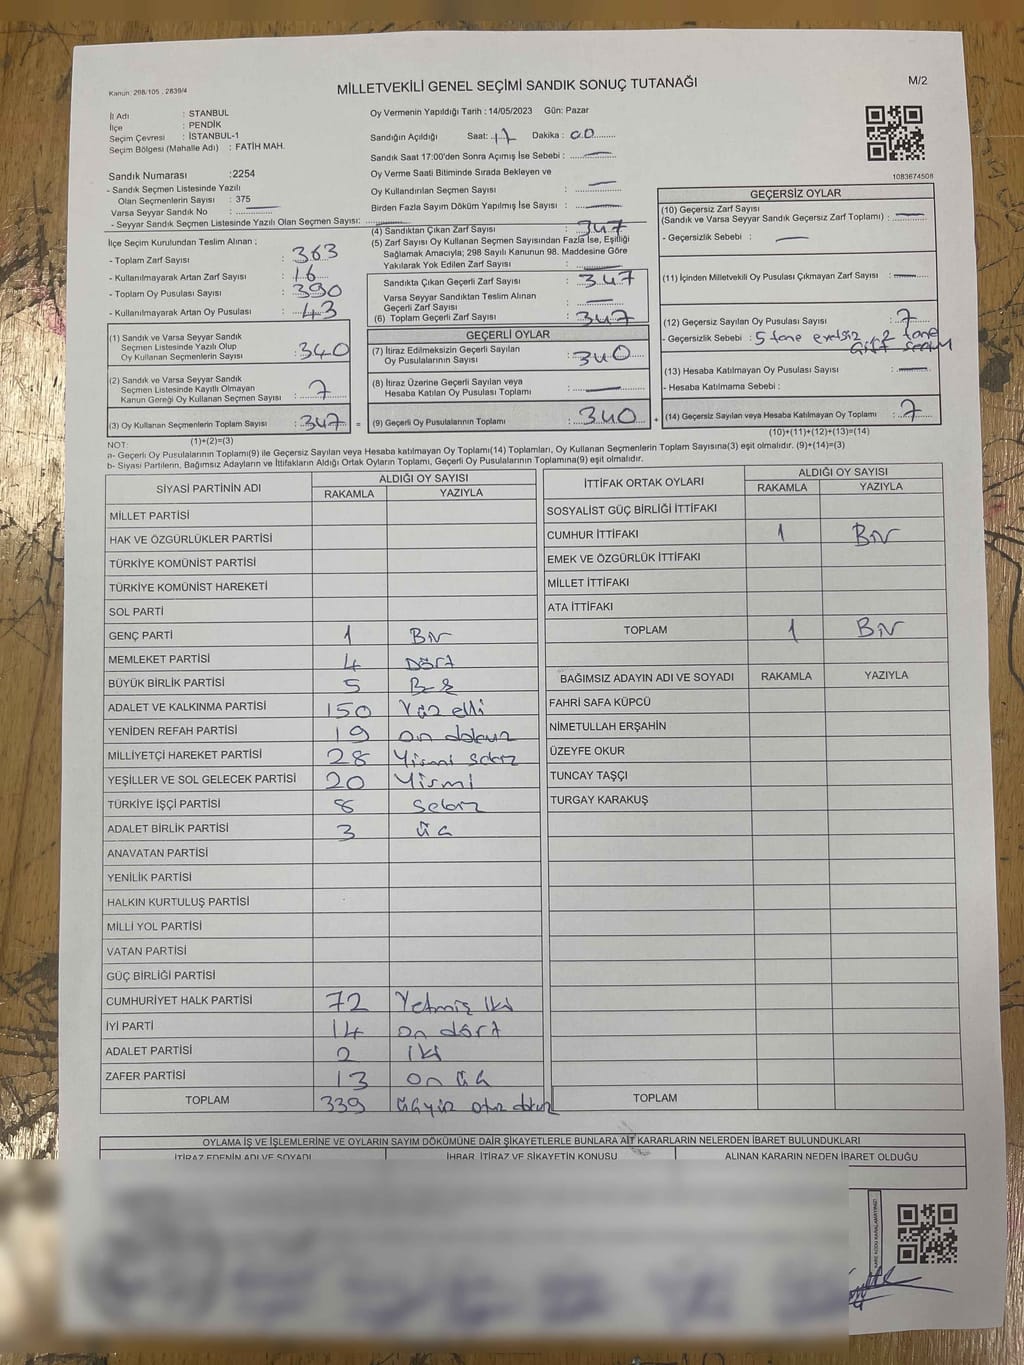 Kanun: 298/105 , 2839/4
MİLLETVEKİLİ GENEL SEÇİMİ SANDIK SONUÇ TUTANAĞI
M/2
İl Adı : İSTANBUL
İlçe : PENDİK
Seçim Çevresi : İSTANBUL-1
Seçim Bölgesi (Mahalle Adı) : FATİH MAH.
Sandık Numarası :2254
- Sandık Seçmen Listesinde Yazılı
Olan Seçmenlerin Sayısı : 375
Varsa Seyyar Sandık No :
- Seyyar Sandık Seçmen Listesinde Yazılı Olan Seçmen Sayısı:
Oy Vermenin Yapıldığı Tarih : 14/05/2023 Gün: Pazar
Sandığın Açıldığı Saat: 17 Dakika : 00
Sandık Saat 17:00'den Sonra Açımış İse Sebebi : —
Oy Verme Saati Bitiminde Sırada Bekleyen ve
Oy Kullandırılan Seçmen Sayısı : —
Birden Fazla Sayım Döküm Yapılmış İse Sayısı : —
1083674508
İlçe Seçim Kurulundan Teslim Alınan ;
- Toplam Zarf Sayısı : 363
- Kullanılmayarak Artan Zarf Sayısı : 16
- Toplam Oy Pusulası Sayısı : 390
- Kullanılmayarak Artan Oy Pusulası : 43
(1) Sandık ve Varsa Seyyar Sandık
Seçmen Listesinde Yazılı Olup
Oy Kullanan Seçmenlerin Sayısı : 340
(2) Sandık ve Varsa Seyyar Sandık
Seçmen Listesinde Kayıtlı Olmayan
Kanun Gereği Oy Kullanan Seçmen Sayısı : 7
(3) Oy Kullanan Seçmenlerin Toplam Sayısı : 347 =
(1)+(2)=(3)
(4) Sandıktan Çıkan Zarf Sayısı : 347
(5) Zarf Sayısı Oy Kullanan Seçmen Sayısından Fazla İse, Eşitliği
Sağlamak Amacıyla; 298 Sayılı Kanunun 98. Maddesine Göre
Yakılarak Yok Edilen Zarf Sayısı : —
Sandıkta Çıkan Geçerli Zarf Sayısı : 347
Varsa Seyyar Sandıktan Teslim Alınan
Geçerli Zarf Sayısı : —
(6) Toplam Geçerli Zarf Sayısı : 347
GEÇERLİ OYLAR
(7) İtiraz Edilmeksizin Geçerli Sayılan
Oy Pusulalarının Sayısı : 340
(8) İtiraz Üzerine Geçerli Sayılan veya
Hesaba Katılan Oy Pusulası Toplamı : —
(9) Geçerli Oy Pusulalarının Toplamı : 340 +
GEÇERSİZ OYLAR
(10) Geçersiz Zarf Sayısı
(Sandık ve Varsa Seyyar Sandık Geçersiz Zarf Toplamı) : —
- Geçersizlik Sebebi : —
(11) İçinden Milletvekili Oy Pusulası Çıkmayan Zarf Sayısı : —
(12) Geçersiz Sayılan Oy Pusulası Sayısı : 7
- Geçersizlik Sebebi : 5 tane evetsiz 2 tane
çift seçim
(13) Hesaba Katılmayan Oy Pusulası Sayısı : —
- Hesaba Katılmama Sebebi :
(14) Geçersiz Sayılan veya Hesaba Katılmayan Oy Toplamı : 7
(10)+(11)+(12)+(13)=(14)
NOT:
a- Geçerli Oy Pusulalarının Toplamı(9) ile Geçersiz Sayılan veya Hesaba katılmayan Oy Toplamı(14) Toplamları, Oy Kullanan Seçmenlerin Toplam Sayısına(3) eşit olmalıdır. (9)+(14)=(3)
b- Siyasi Partilerin, Bağımsız Adayların ve İttifakların Aldığı Ortak Oyların Toplamı, Geçerli Oy Pusulalarının Toplamına(9) eşit olmalıdır.
SİYASİ PARTİNİN ADI
ALDIĞI OY SAYISI
RAKAMLA YAZIYLA
MİLLET PARTİSİ
HAK VE ÖZGÜRLÜKLER PARTİSİ
TÜRKİYE KOMÜNİST PARTİSİ
TÜRKİYE KOMÜNİST HAREKETİ
SOL PARTİ
GENÇ PARTİ 1 Bir
MEMLEKET PARTİSİ 4 Dört
BÜYÜK BİRLİK PARTİSİ 5 Beş
ADALET VE KALKINMA PARTİSİ 150 Yüz elli
YENİDEN REFAH PARTİSİ 19 on dokuz
MİLLİYETÇİ HAREKET PARTİSİ 28 Yirmi sekiz
YEŞİLLER VE SOL GELECEK PARTİSİ 20 Yirmi
TÜRKİYE İŞÇİ PARTİSİ 8 Sekiz
ADALET BİRLİK PARTİSİ 3 üç
ANAVATAN PARTİSİ
YENİLİK PARTİSİ
HALKIN KURTULUŞ PARTİSİ
MİLLİ YOL PARTİSİ
VATAN PARTİSİ
GÜÇ BİRLİĞİ PARTİSİ
CUMHURİYET HALK PARTİSİ 72 Yetmiş iki
İYİ PARTİ 14 on dört
ADALET PARTİSİ 2 iki
ZAFER PARTİSİ 13 on üç
TOPLAM 339 üçyüz otuz dokuz
İTTİFAK ORTAK OYLARI
ALDIĞI OY SAYISI
RAKAMLA YAZIYLA
SOSYALİST GÜÇ BİRLİĞİ İTTİFAKI
CUMHUR İTTİFAKI 1 Bir
EMEK VE ÖZGÜRLÜK İTTİFAKI
MİLLET İTTİFAKI
ATA İTTİFAKI
TOPLAM 1 Bir
BAĞIMSIZ ADAYIN ADI VE SOYADI RAKAMLA YAZIYLA
FAHRİ SAFA KÜPCÜ
NİMETULLAH ERŞAHİN
ÜZEYFE OKUR
TUNCAY TAŞÇI
TURGAY KARAKUŞ
TOPLAM
OYLAMA İŞ VE İŞLEMLERİNE VE OYLARIN SAYIM DÖKÜMÜNE DAİR ŞİKAYETLERLE BUNLARA AİT KARARLARIN NELERDEN İBARET BULUNDUKLARI
İTİRAZ EDENİN ADI VE SOYADI
İHBAR, İTİRAZ VE ŞİKAYETİN KONUSU
ALINAN KARARIN NEDEN İBARET OLDUĞU